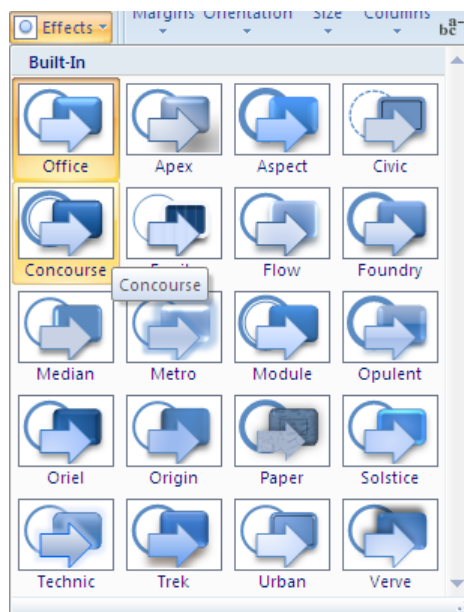 Effects
Margins Orientation Size Columns
Built-In
Office Apex Aspect Civic
Concourse Flow Foundry
Concourse
Median Metro Module Opulent
Oriel Origin Paper Solstice
Technic Trek Urban Verve